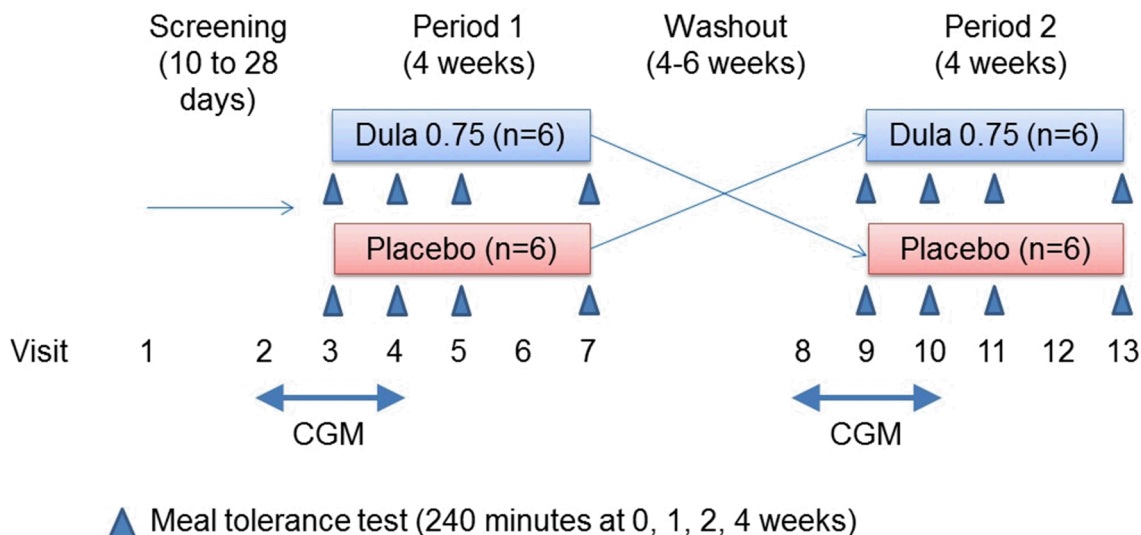 Screening
(10 to 28
days)
Period 1
(4 weeks)
Washout
(4-6 weeks)
Period 2
(4 weeks)
Dula 0.75 (n=6)
Dula 0.75 (n=6)
Placebo (n=6)
Placebo (n=6)
Visit 1 2 3 4 5 6 7 8 9 10 11 12 13
CGM CGM
Meal tolerance test (240 minutes at 0, 1, 2, 4 weeks)